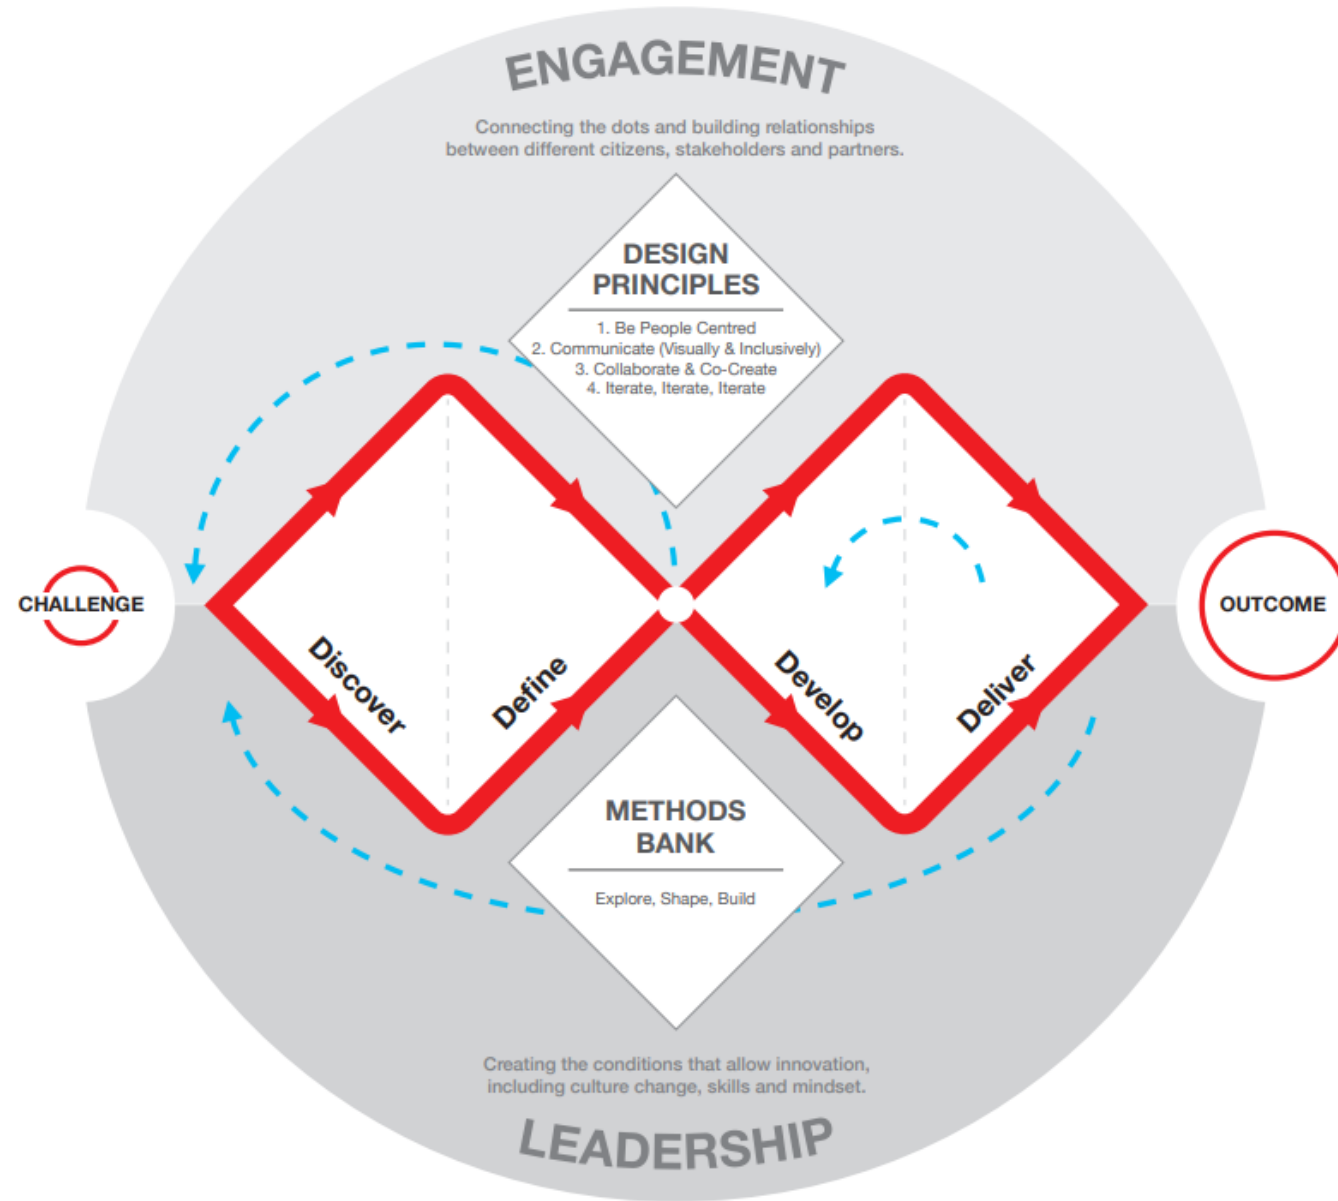 ENGAGEMENT
Connecting the dots and building relationships
between different citizens, stakeholders and partners.
DESIGN
PRINCIPLES
1. Be People Centred
2. Communicate (Visually & Inclusively)
3. Collaborate & Co-Create
4. Iterate, Iterate, Iterate
CHALLENGE
OUTCOME
Discover
Define
Develop
Deliver
METHODS
BANK
Explore, Shape, Build
Creating the conditions that allow innovation,
including culture change, skills and mindset.
LEADERSHIP